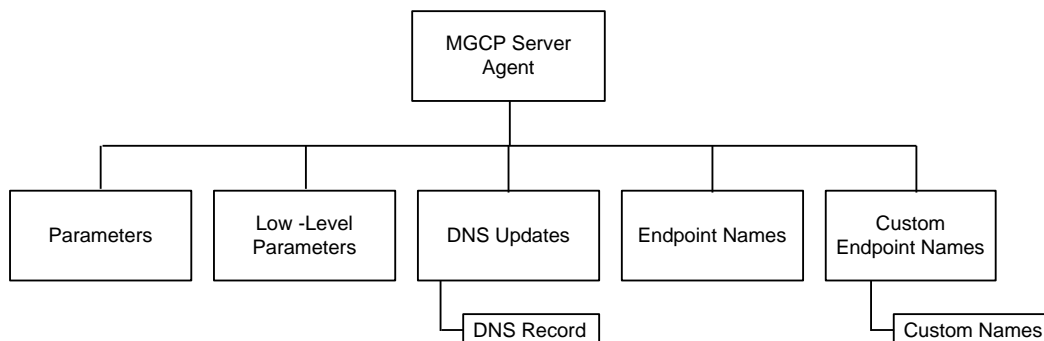 MGCP Server
Agent
Parameters
Low -Level
Parameters
DNS Updates
Endpoint Names
Custom
Endpoint Names
DNS Record
Custom Names